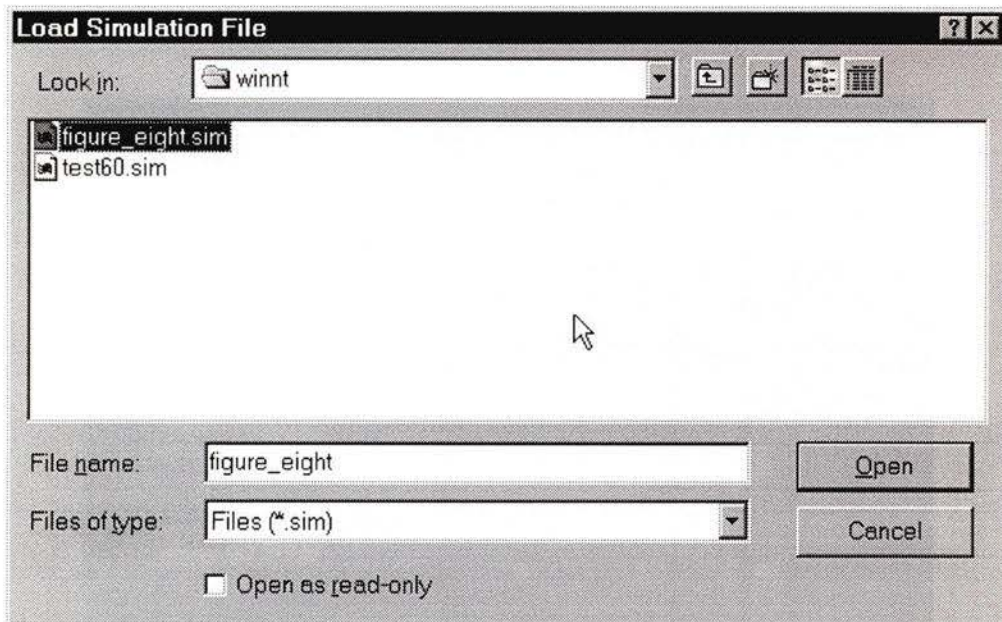 Load Simulation File
Look in: winnt
figure_eight.sim
test60.sim
File name: figure_eight Open
Files of type: Files (*.sim) Cancel
Open as read-only